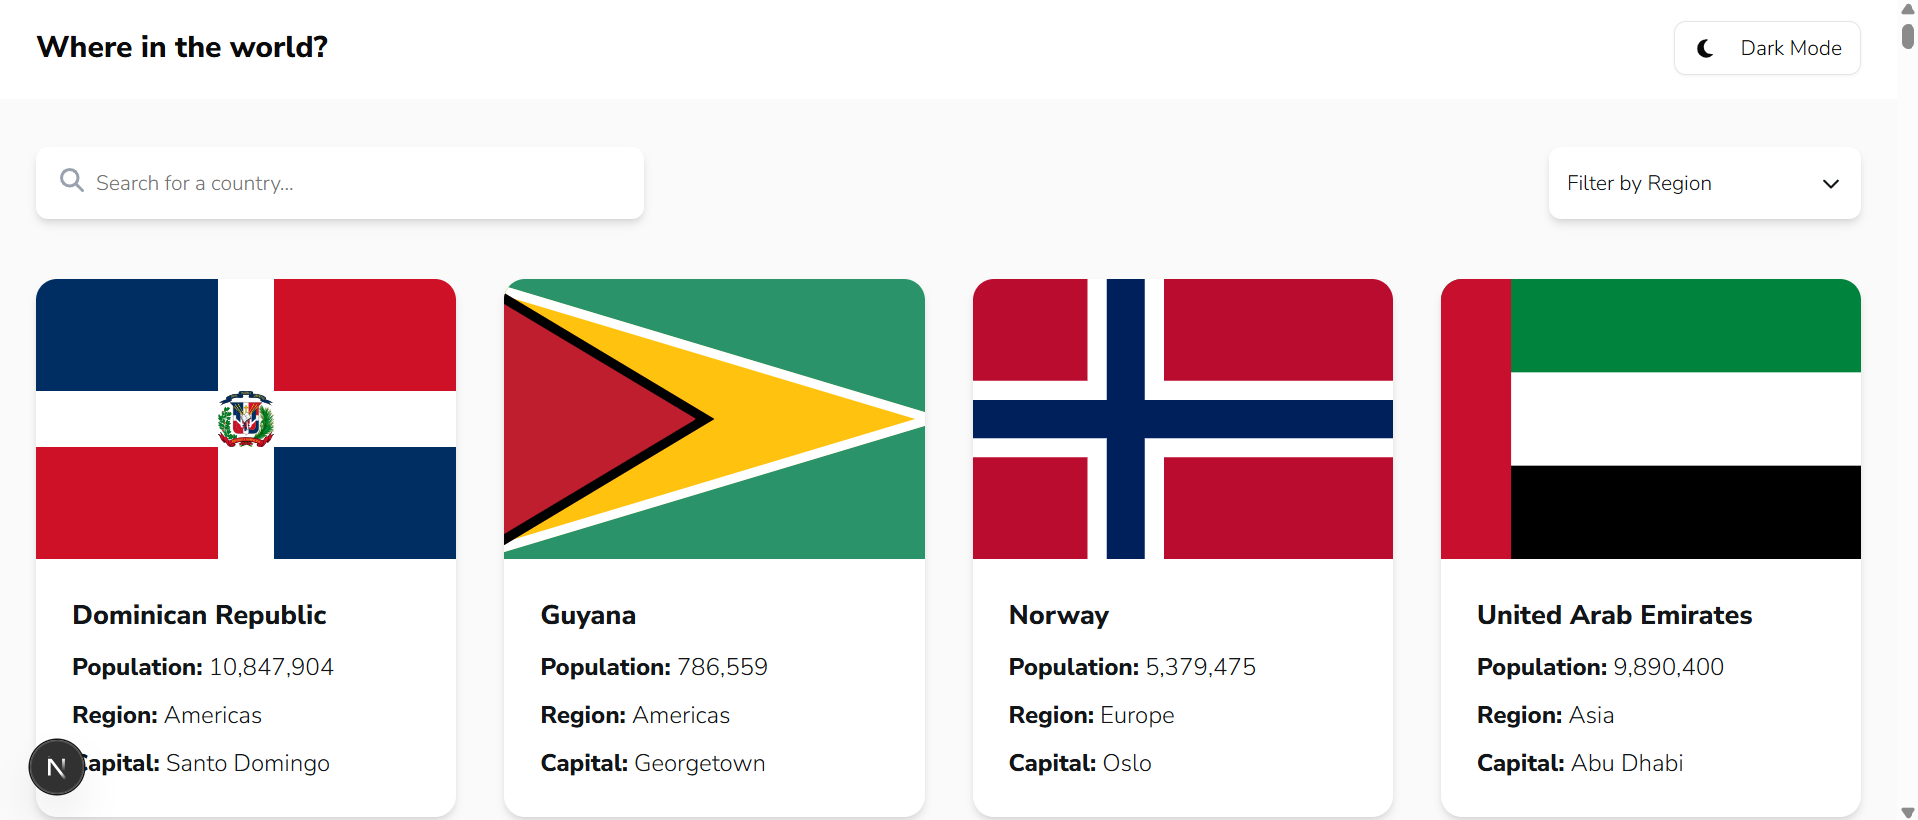 Where in the world?
Dark Mode
Search for a country...
Filter by Region
Dominican Republic
Population: 10,847,904
Region: Americas
Capital: Santo Domingo
Guyana
Population: 786,559
Region: Americas
Capital: Georgetown
Norway
Population: 5,379,475
Region: Europe
Capital: Oslo
United Arab Emirates
Population: 9,890,400
Region: Asia
Capital: Abu Dhabi
N